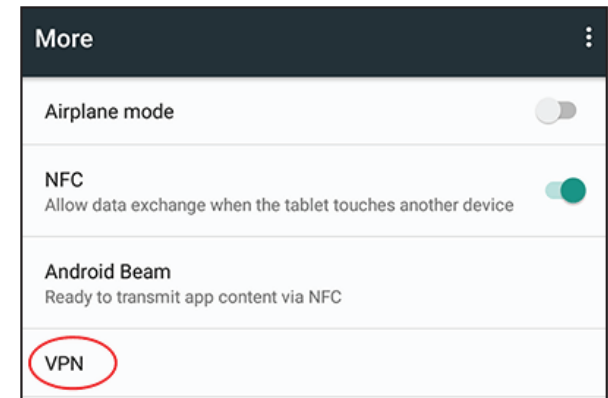 More
Airplane mode
NFC
Allow data exchange when the tablet touches another device
Android Beam
Ready to transmit app content via NFC
VPN